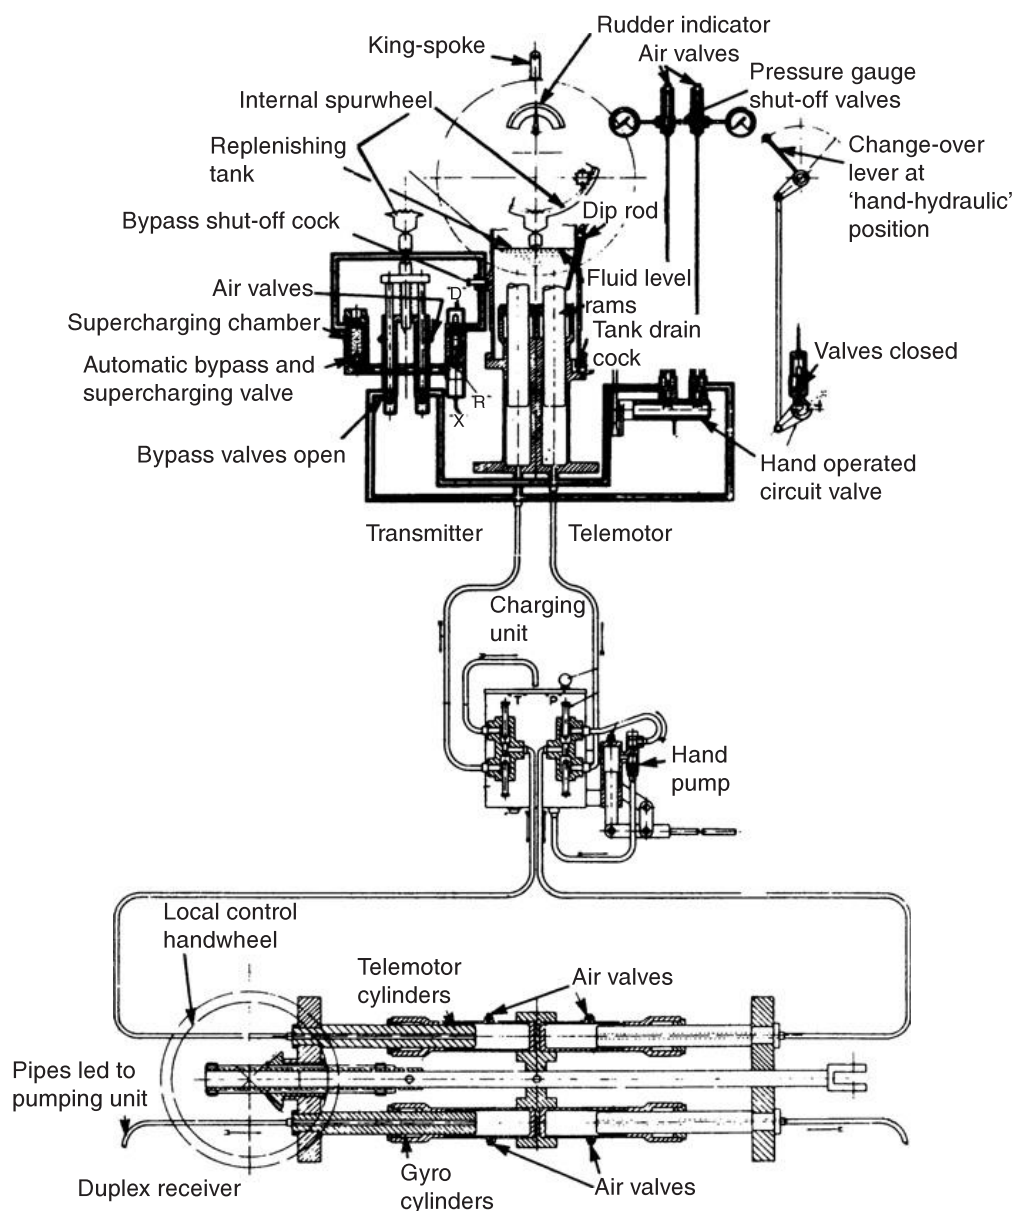 Rudder indicator
King-spoke
Air valves
Pressure gauge
shut-off valves
Internal spurwheel
Replenishing
tank
Change-over
lever at
‘hand-hydraulic’
position
Bypass shut-off cock
Dip rod
Air valves
"D"
Fluid level
rams
Supercharging chamber
Tank drain
cock
Automatic bypass and
supercharging valve
Valves closed
"R"
"X"
Bypass valves open
Hand operated
circuit valve
Transmitter
Telemotor
Charging
unit
T
P
Hand
pump
Local control
handwheel
Telemotor
cylinders
Air valves
Pipes led to
pumping unit
Gyro
cylinders
Air valves
Duplex receiver